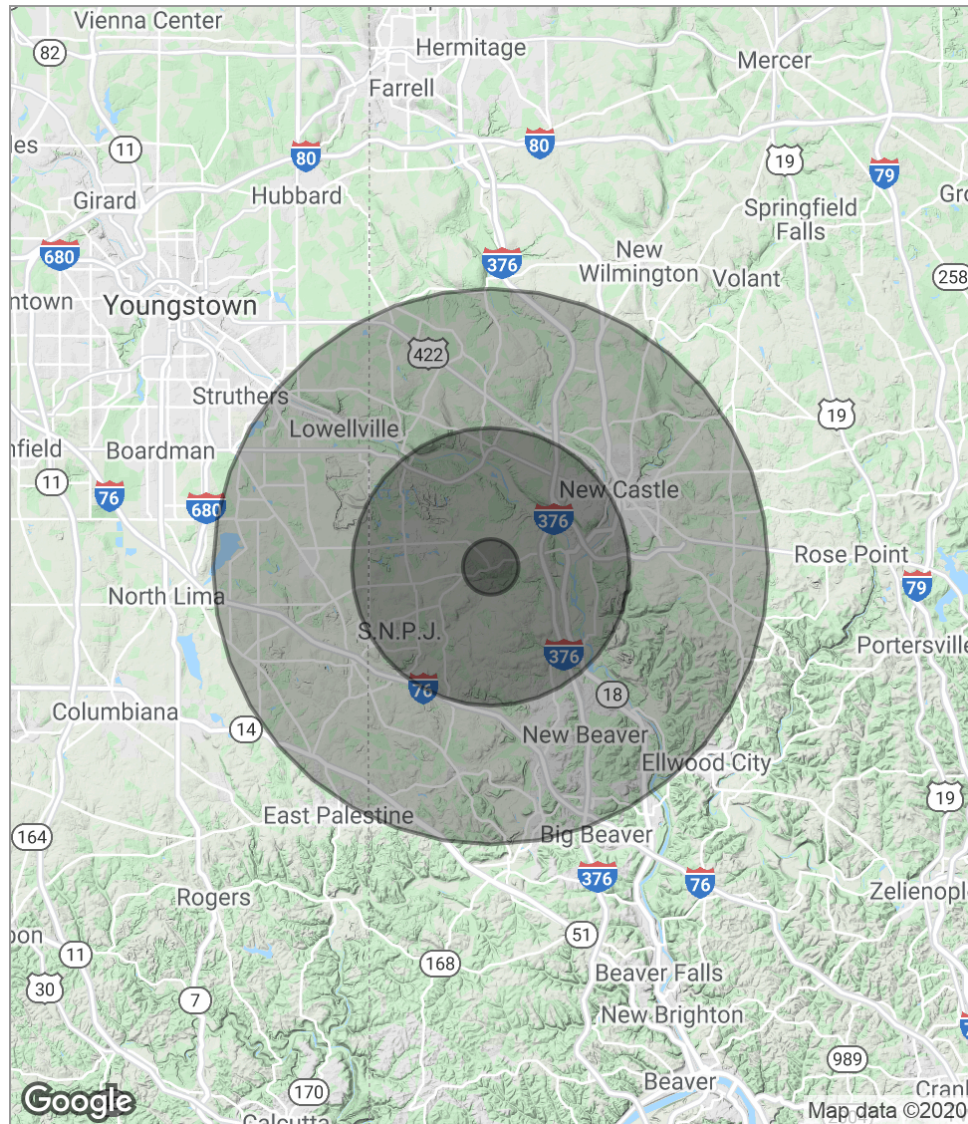 Vienna Center
Hermitage
82
Mercer
Farrell
11
80
80
19
les
79
Girard
Hubbard
Gro
Springfield
Falls
680
376
New
Wilmington
Volant
258
ntown
Youngstown
422
Struthers
19
Lowellville
nfield
Boardman
11
New Castle
76
680
376
Rose Point
79
North Lima
S.N.P.J.
Portersville
376
76
18
Columbiana
14
New Beaver
Ellwood City
19
East Palestine
164
Big Beaver
376
76
Rogers
Zelienopl
on
11
51
168
30
Beaver Falls
7
New Brighton
989
Beaver
170
Cranb
Google
Calcutta
Map data ©2020